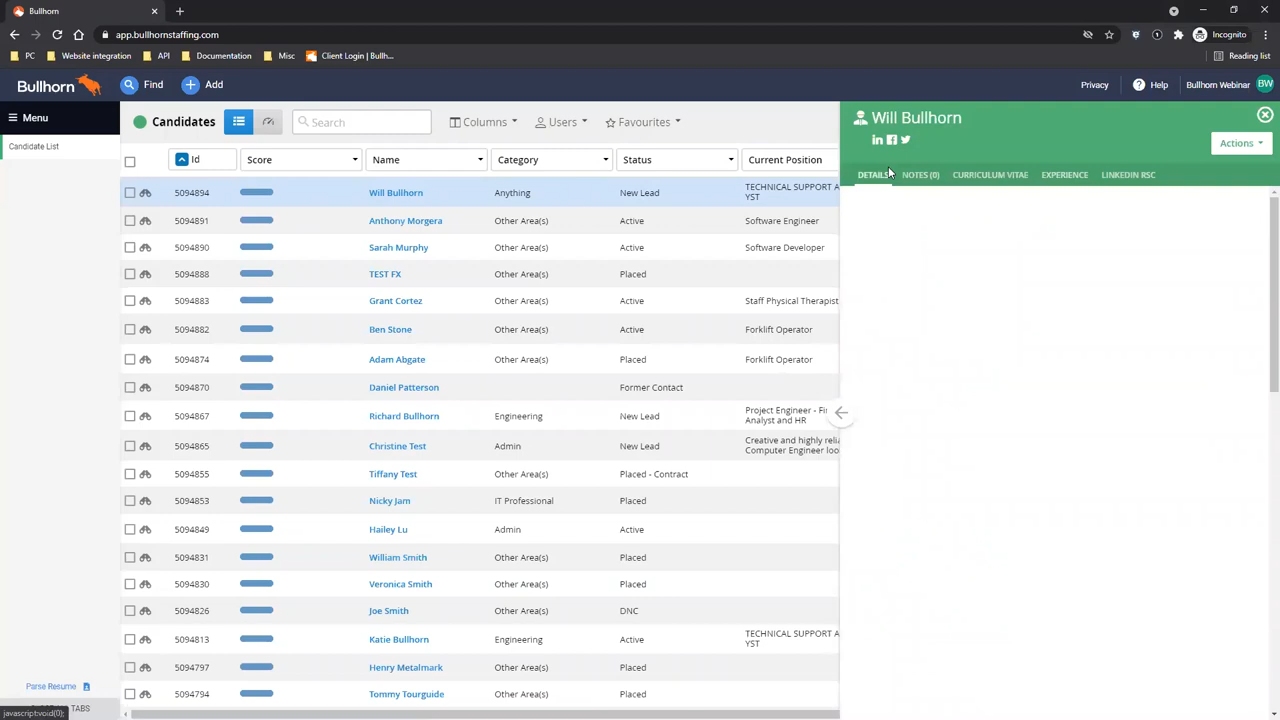 Bullhorn
app.bullhornstaffing.com
Incognito
PC
Website integration
API
Documentation
Misc
Client Login | Bullh...
Reading list
Bullhorn
Find
Add
Privacy
Help
Bullhorn Webinar
BW
Menu
Candidate List
Candidates
Search
Columns
Users
Favourites
Id
Score
Name
Category
Status
Current Position
5094894 Will Bullhorn Anything New Lead TECHNICAL SUPPORT A
YST
5094891 Anthony Morgera Other Area(s) Active Software Engineer
5094890 Sarah Murphy Other Area(s) Active Software Developer
5094888 TEST FX Other Area(s) Placed
5094883 Grant Cortez Other Area(s) Active Staff Physical Therapist
5094882 Ben Stone Other Area(s) Active Forklift Operator
5094874 Adam Abgate Other Area(s) Placed Forklift Operator
5094870 Daniel Patterson Former Contact
5094867 Richard Bullhorn Engineering New Lead Project Engineer - Fi
Analyst and HR
5094865 Christine Test Admin New Lead Creative and highly relia
Computer Engineer loo
5094855 Tiffany Test Other Area(s) Placed - Contract
5094853 Nicky Jam IT Professional Placed
5094849 Hailey Lu Admin Active
5094831 William Smith Other Area(s) Placed
5094830 Veronica Smith Other Area(s) Placed
5094826 Joe Smith Other Area(s) DNC
5094813 Katie Bullhorn Engineering Active TECHNICAL SUPPORT A
YST
5094797 Henry Metalmark Other Area(s) Placed
5094794 Tommy Tourguide Other Area(s) Placed
Will Bullhorn
Actions
DETAILS
NOTES (0)
CURRICULUM VITAE
EXPERIENCE
LINKEDIN RSC
Parse Resume
TABS
javascript:void(0);